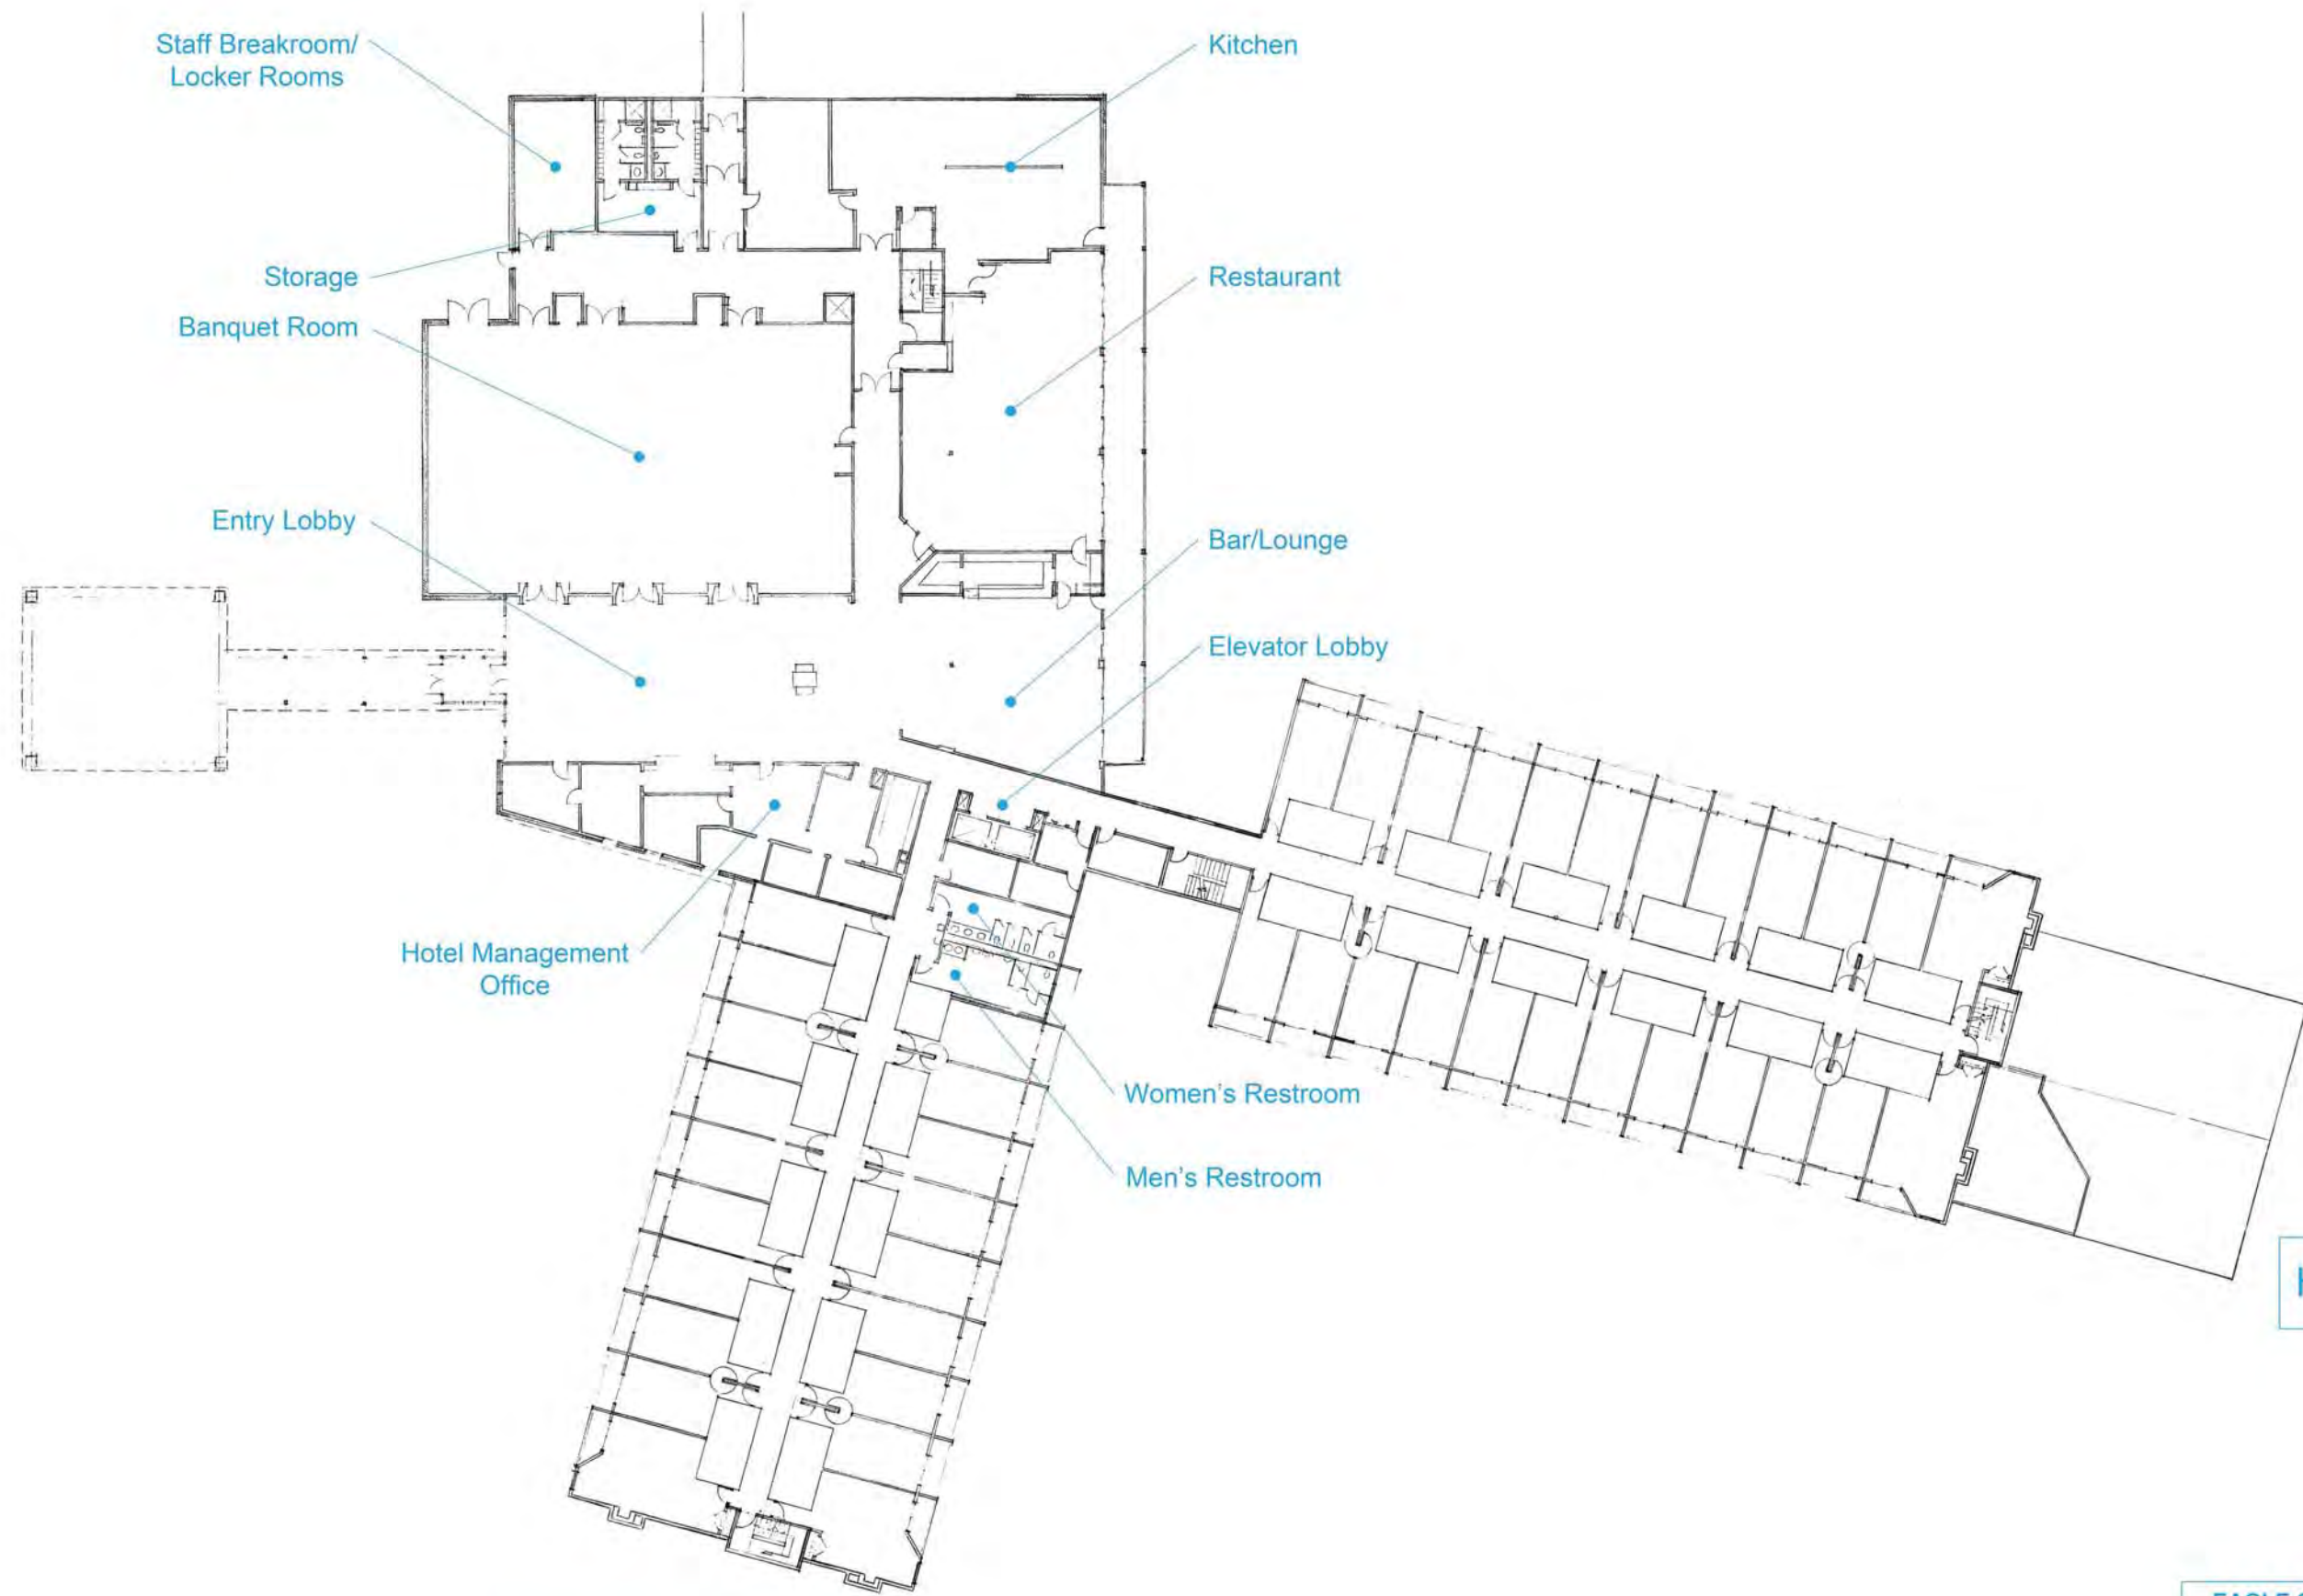 Staff Breakroom/
Locker Rooms
Kitchen
Storage
Restaurant
Banquet Room
Entry Lobby
Bar/Lounge
Elevator Lobby
Hotel Management
Office
Women's Restroom
Men's Restroom